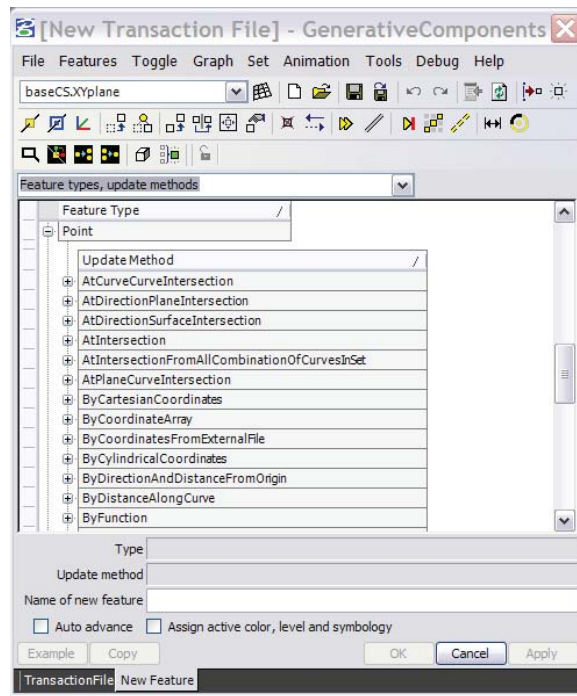 [New Transaction File] - GenerativeComponents
File Features Toggle Graph Set Animation Tools Debug Help
baseCS.XYplane
Feature types, update methods
Feature Type /
Point
Update Method /
AtCurveCurveIntersection
AtDirectionPlaneIntersection
AtDirectionSurfaceIntersection
AtIntersection
AtIntersectionFromAllCombinationOfCurvesInSet
AtPlaneCurveIntersection
ByCartesianCoordinates
ByCoordinateArray
ByCoordinatesFromExternalFile
ByCylindricalCoordinates
ByDirectionAndDistanceFromOrigin
ByDistanceAlongCurve
ByFunction
Type
Update method
Name of new feature
Auto advance Assign active color, level and symbology
Example Copy OK Cancel Apply
TransactionFile New Feature